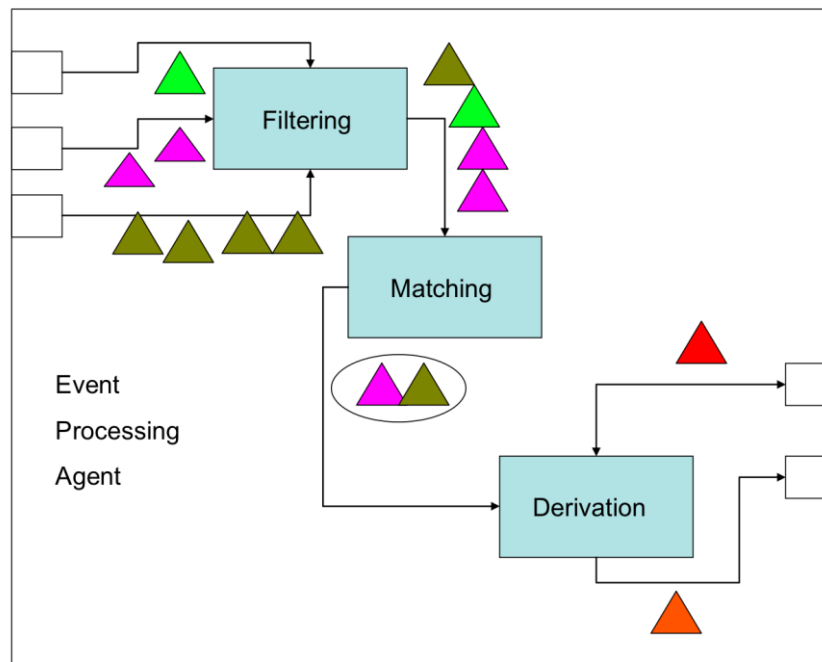 Filtering
Matching
Event
Processing
Agent
Derivation